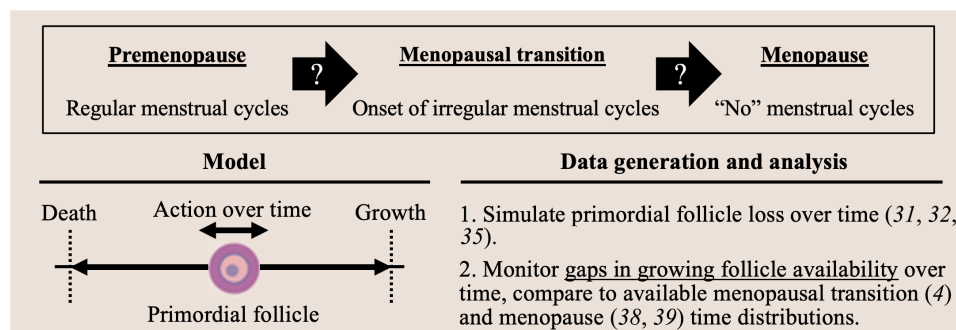 Premenopause
Menopausal transition
Menopause
?
?
Regular menstrual cycles
Onset of irregular menstrual cycles
“No” menstrual cycles
Model
Death
Action over time
Growth
Primordial follicle
Data generation and analysis
1. Simulate primordial follicle loss over time (31, 32,
35).
2. Monitor gaps in growing follicle availability over
time, compare to available menopausal transition (4)
and menopause (38, 39) time distributions.